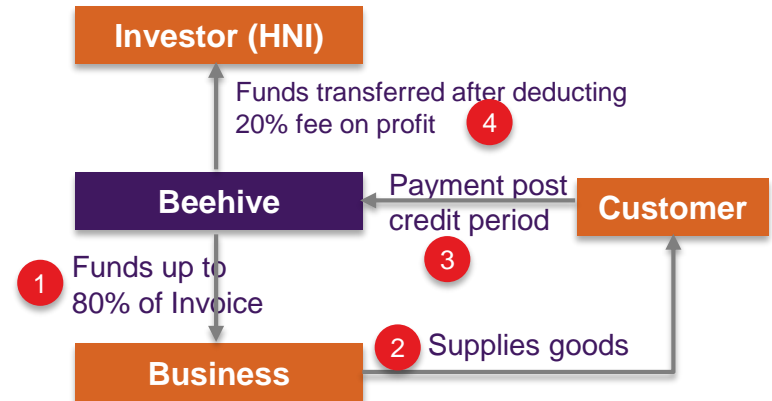 Investor (HNI)
Funds transferred after deducting
20% fee on profit
4
Beehive
Payment post
credit period
3
Customer
1
Funds up to
80% of Invoice
2
Supplies goods
Business